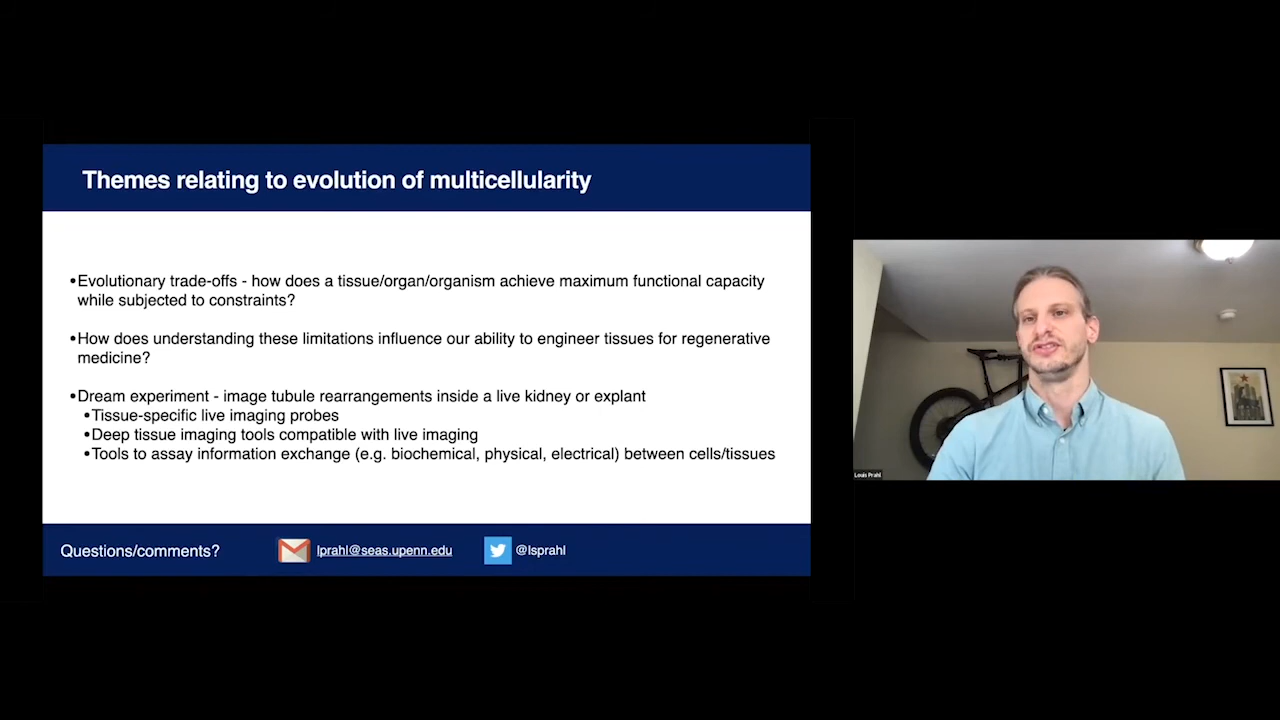 Themes relating to evolution of multicellularity
•Evolutionary trade-offs - how does a tissue/organ/organism achieve maximum functional capacity
while subjected to constraints?
•How does understanding these limitations influence our ability to engineer tissues for regenerative
medicine?
•Dream experiment - image tubule rearrangements inside a live kidney or explant
•Tissue-specific live imaging probes
•Deep tissue imaging tools compatible with live imaging
•Tools to assay information exchange (e.g. biochemical, physical, electrical) between cells/tissues
Questions/comments?
lprahl@seas.upenn.edu
@lsprahl
Louis Prahl